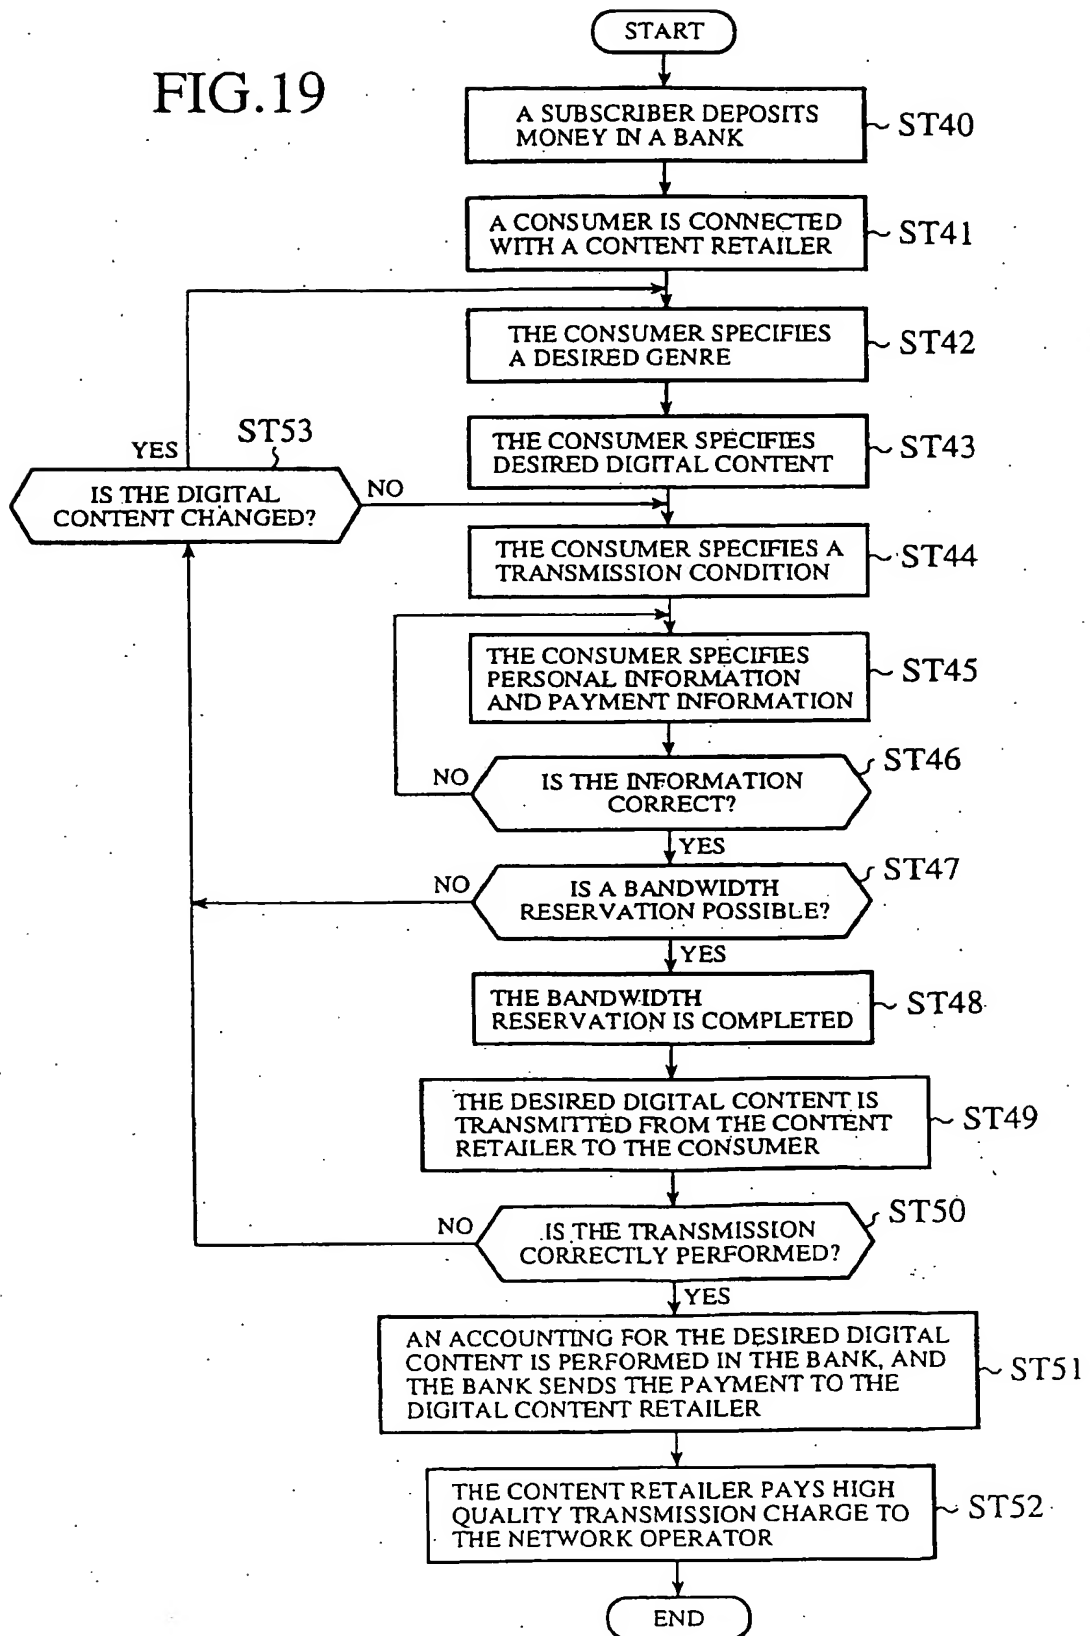 START
FIG.19
A SUBSCRIBER DEPOSITS
MONEY IN A BANK
ST40
A CONSUMER IS CONNECTED
WITH A CONTENT RETAILER
ST41
THE CONSUMER SPECIFIES
A DESIRED GENRE
ST42
THE CONSUMER SPECIFIES
DESIRED DIGITAL CONTENT
ST43
YES
ST53
IS THE DIGITAL
CONTENT CHANGED?
NO
THE CONSUMER SPECIFIES A
TRANSMISSION CONDITION
ST44
THE CONSUMER SPECIFIES
PERSONAL INFORMATION
AND PAYMENT INFORMATION
ST45
NO
IS THE INFORMATION
CORRECT?
ST46
YES
NO
IS A BANDWIDTH
RESERVATION POSSIBLE?
ST47
YES
THE BANDWIDTH
RESERVATION IS COMPLETED
ST48
THE DESIRED DIGITAL CONTENT IS
TRANSMITTED FROM THE CONTENT
RETAILER TO THE CONSUMER
ST49
NO
IS THE TRANSMISSION
CORRECTLY PERFORMED?
ST50
YES
AN ACCOUNTING FOR THE DESIRED DIGITAL
CONTENT IS PERFORMED IN THE BANK, AND
THE BANK SENDS THE PAYMENT TO THE
DIGITAL CONTENT RETAILER
ST51
THE CONTENT RETAILER PAYS HIGH
QUALITY TRANSMISSION CHARGE TO
THE NETWORK OPERATOR
ST52
END